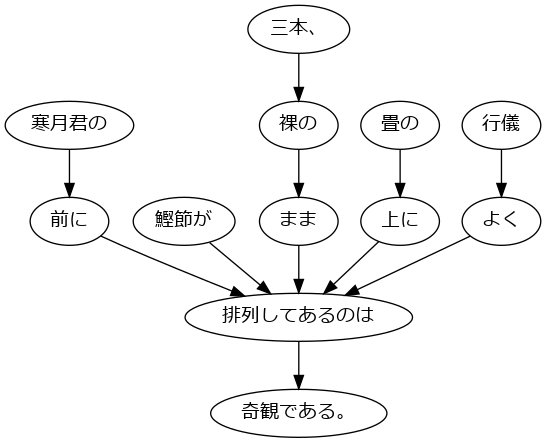 三本、
寒月君の
裸の
畳の
行儀
前に
鰹節が
まま
上に
よく
排列してあるのは
奇観である。